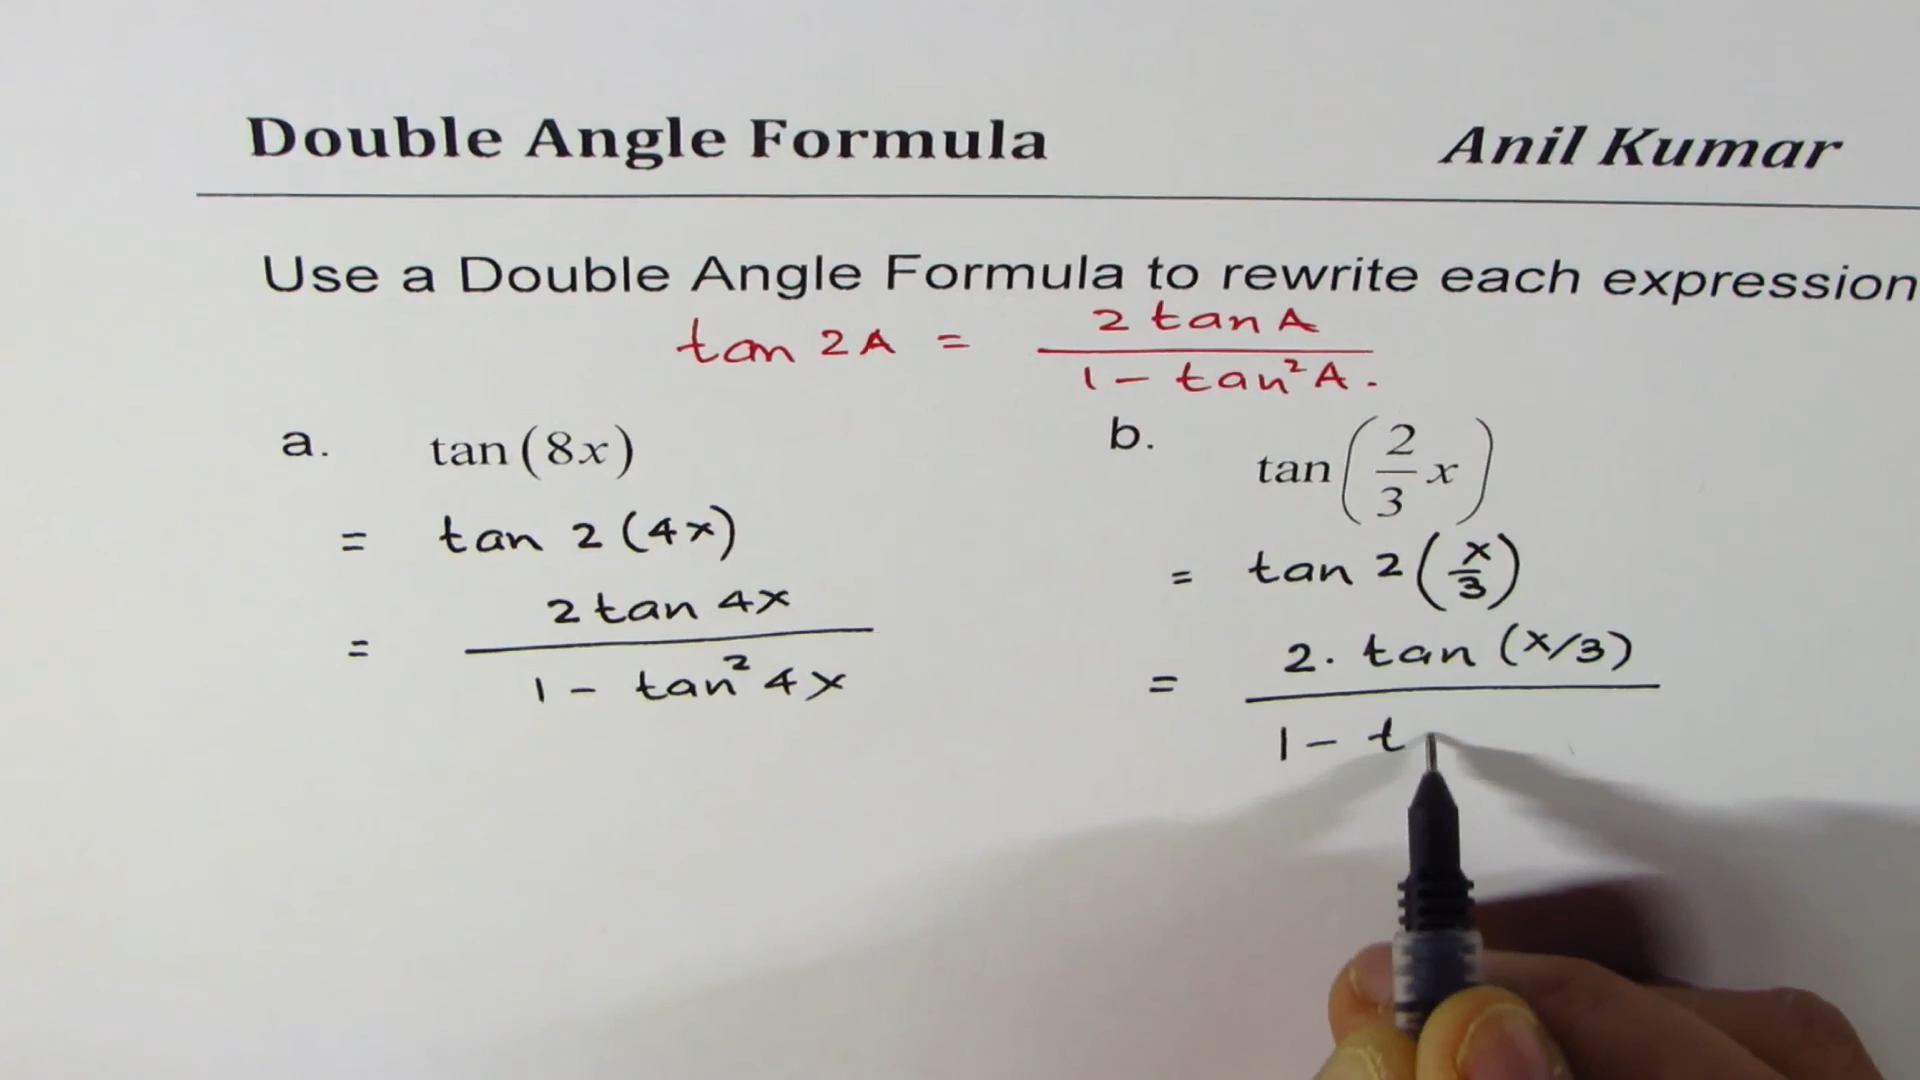 Double Angle Formula Anil Kumar
Use a Double Angle Formula to rewrite each expression
tan 2A = 2 tan A / 1 - tan²A.
a. tan(8x)
= tan 2(4x)
= 2 tan 4x / 1 - tan²4x
b. tan(2/3 x)
= tan 2(x/3)
= 2. tan (x/3) / 1 - t